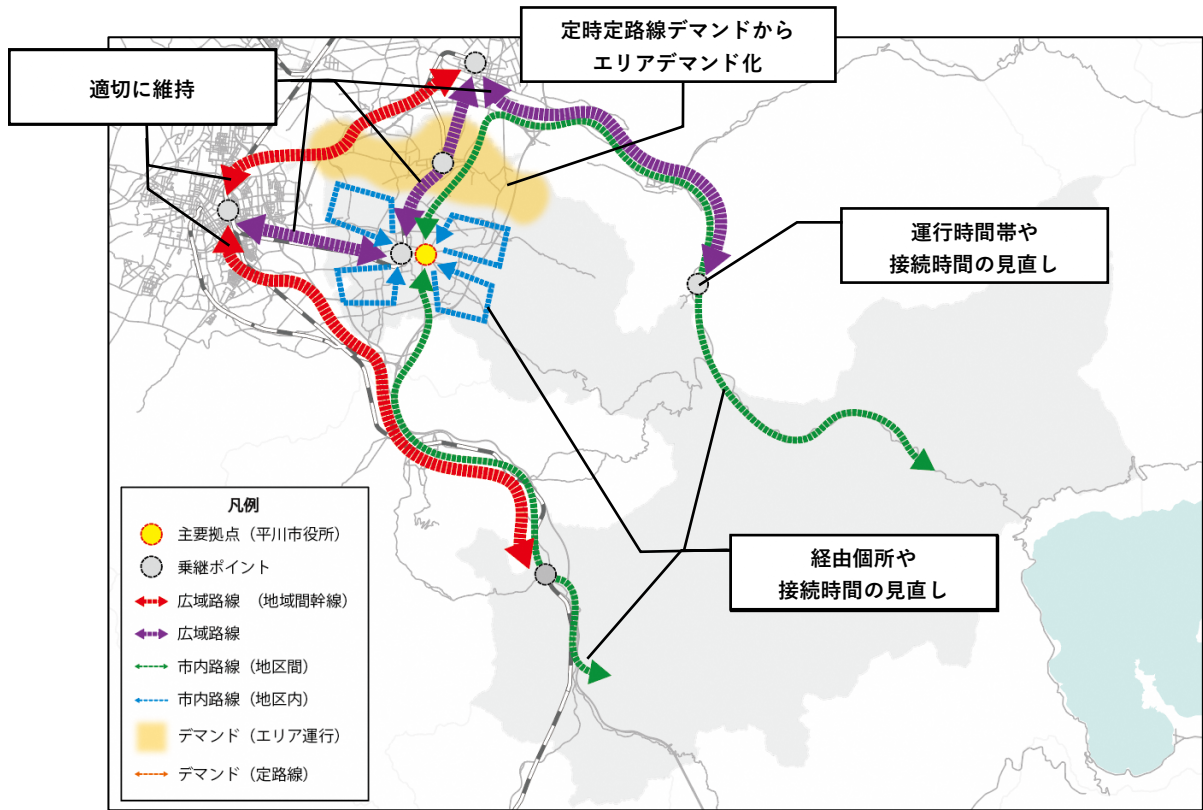 定時定路線デマンドから
エリアデマンド化
適切に維持
運行時間帯や
接続時間の見直し
経由個所や
接続時間の見直し
凡例
主要拠点（平川市役所）
乗継ポイント
広域路線　（地域間幹線）
広域路線
市内路線（地区間）
市内路線（地区内）
デマンド（エリア運行）
デマンド（定路線）